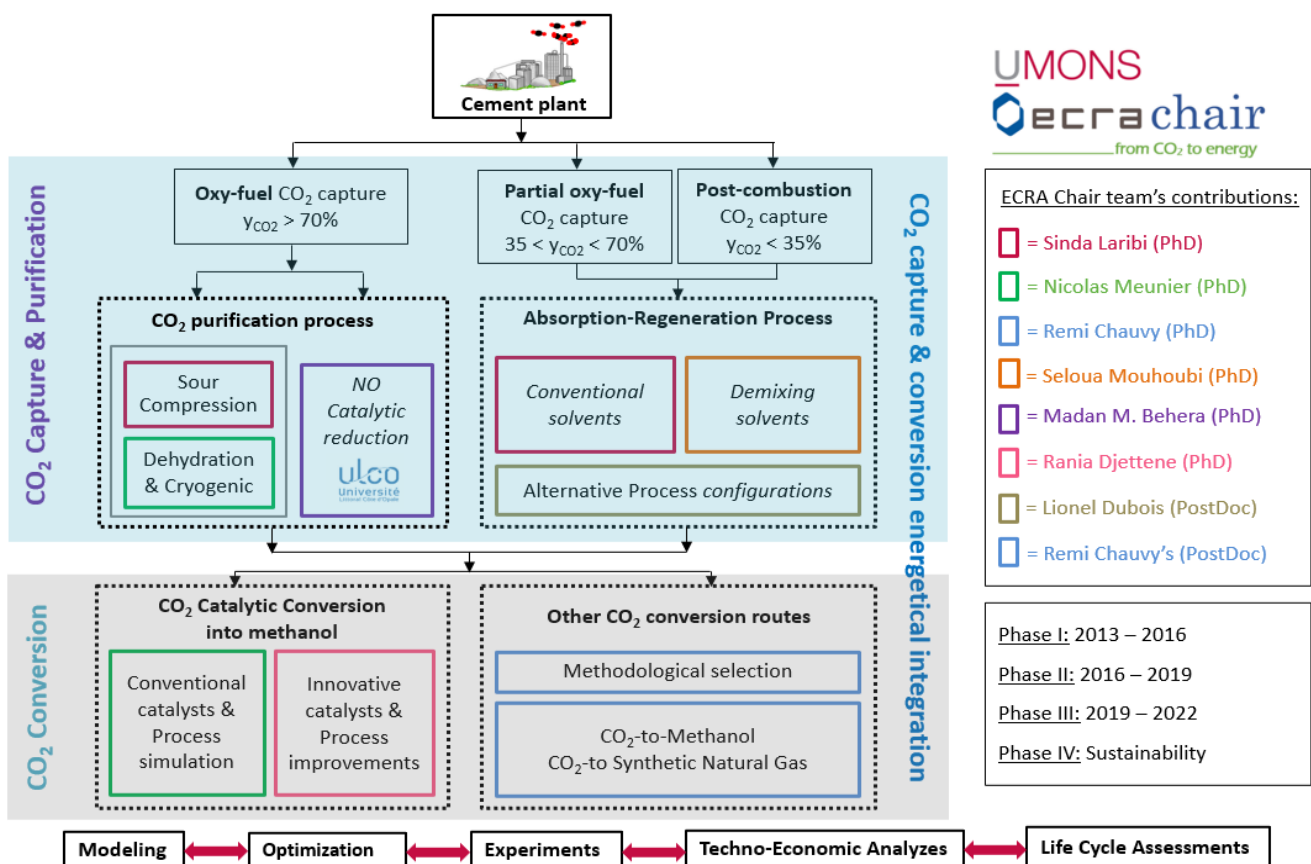 Cement plant
UMONS
ecra chair
from CO₂ to energy
CO₂ Capture & Purification
CO₂ capture & conversion energetical integration
Oxy-fuel CO₂ capture
yCO2 > 70%
Partial oxy-fuel
CO₂ capture
35 < yCO2 < 70%
Post-combustion
CO₂ capture
yCO2 < 35%
CO₂ purification process
Sour
Compression
Dehydration
& Cryogenic
NO
Catalytic
reduction
ulco
université
Littoral Côte d'Opale
Absorption-Regeneration Process
Conventional
solvents
Demixing
solvents
Alternative Process configurations
CO₂ Conversion
CO₂ Catalytic Conversion
into methanol
Conventional
catalysts &
Process
simulation
Innovative
catalysts &
Process
improvements
Other CO₂ conversion routes
Methodological selection
CO₂-to-Methanol
CO₂-to Synthetic Natural Gas
ECRA Chair team's contributions:
= Sinda Laribi (PhD)
= Nicolas Meunier (PhD)
= Remi Chauvy (PhD)
= Seloua Mouhoubi (PhD)
= Madan M. Behera (PhD)
= Rania Djettene (PhD)
= Lionel Dubois (PostDoc)
= Remi Chauvy's (PostDoc)
Phase I: 2013 – 2016
Phase II: 2016 – 2019
Phase III: 2019 – 2022
Phase IV: Sustainability
Modeling
Optimization
Experiments
Techno-Economic Analyzes
Life Cycle Assessments